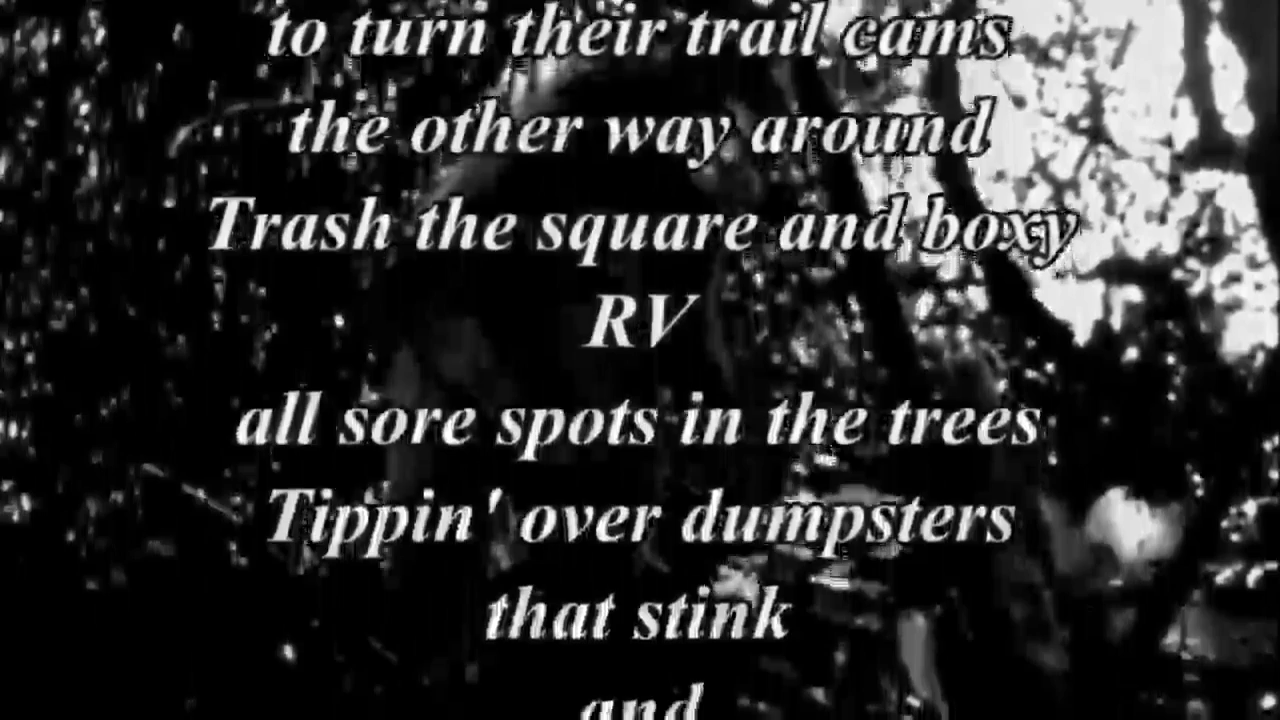 to turn their trail cams
the other way around
Trash the square and boxy
RV
all sore spots in the trees
Tippin' over dumpsters
that stink
and